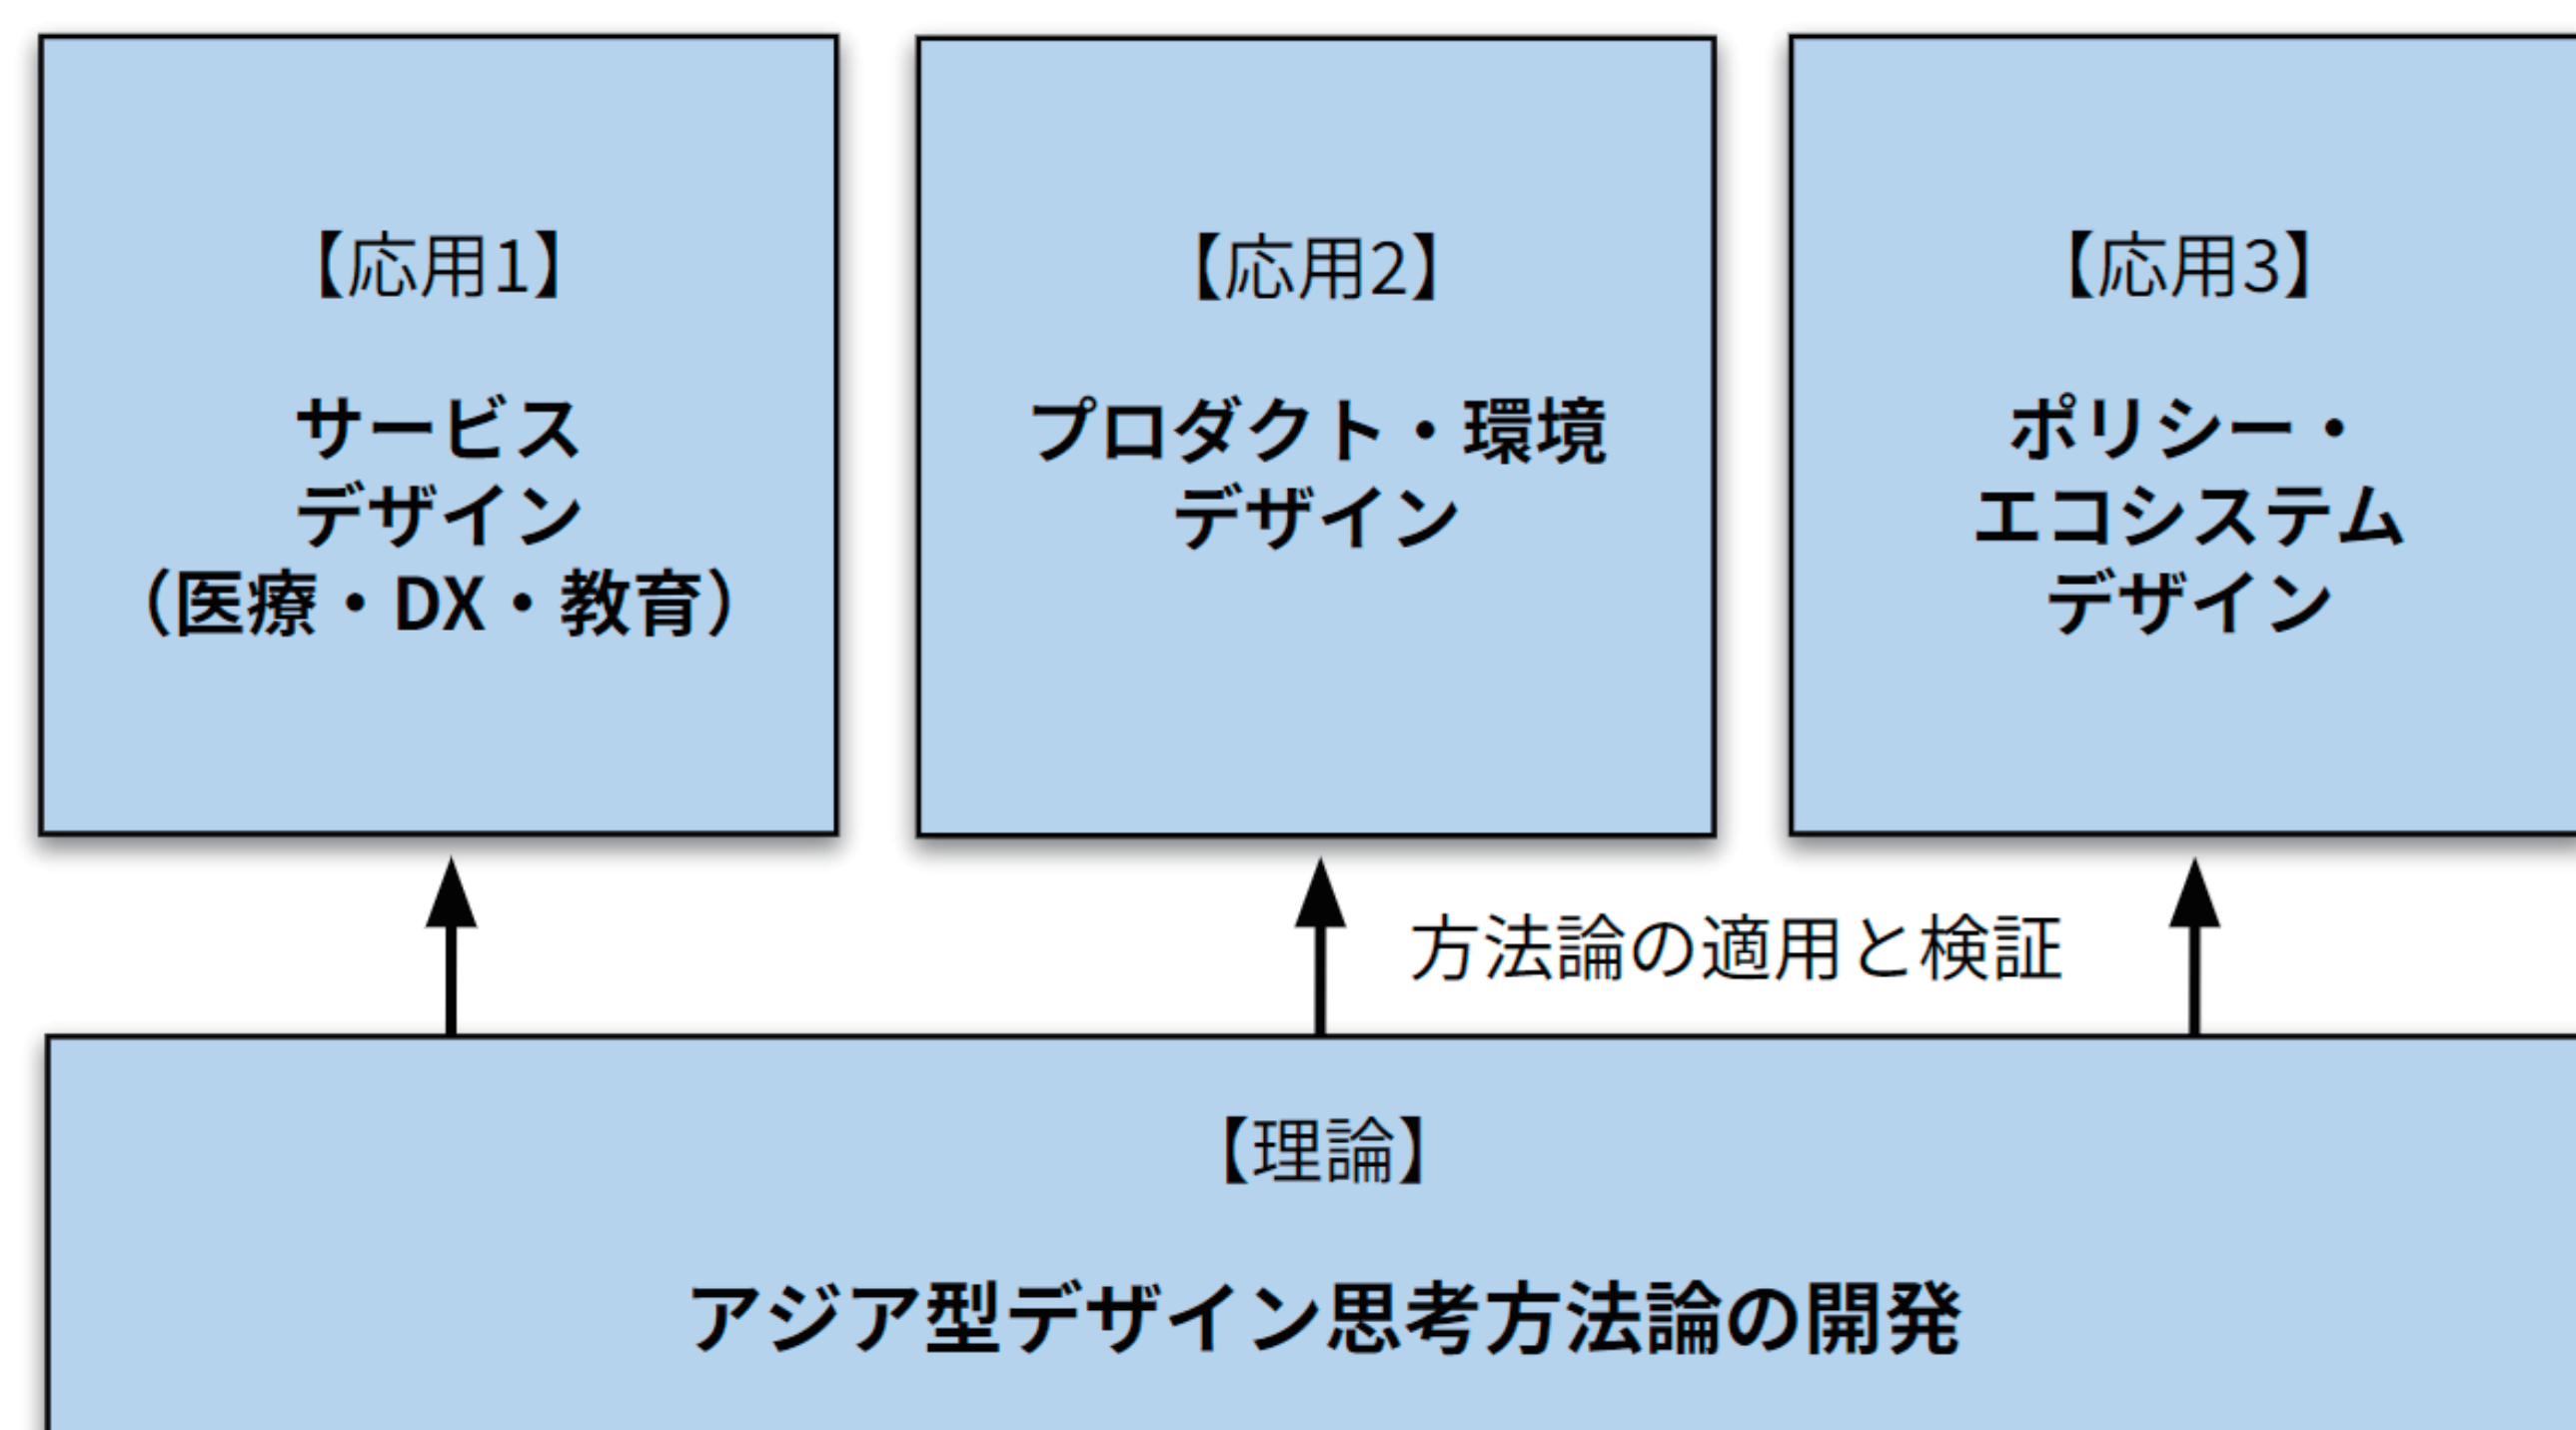 【応用1】
サービス
デザイン
（医療・DX・教育）
【応用2】
プロダクト・環境
デザイン
【応用3】
ポリシー・
エコシステム
デザイン
方法論の適用と検証
【理論】
アジア型デザイン思考方法論の開発